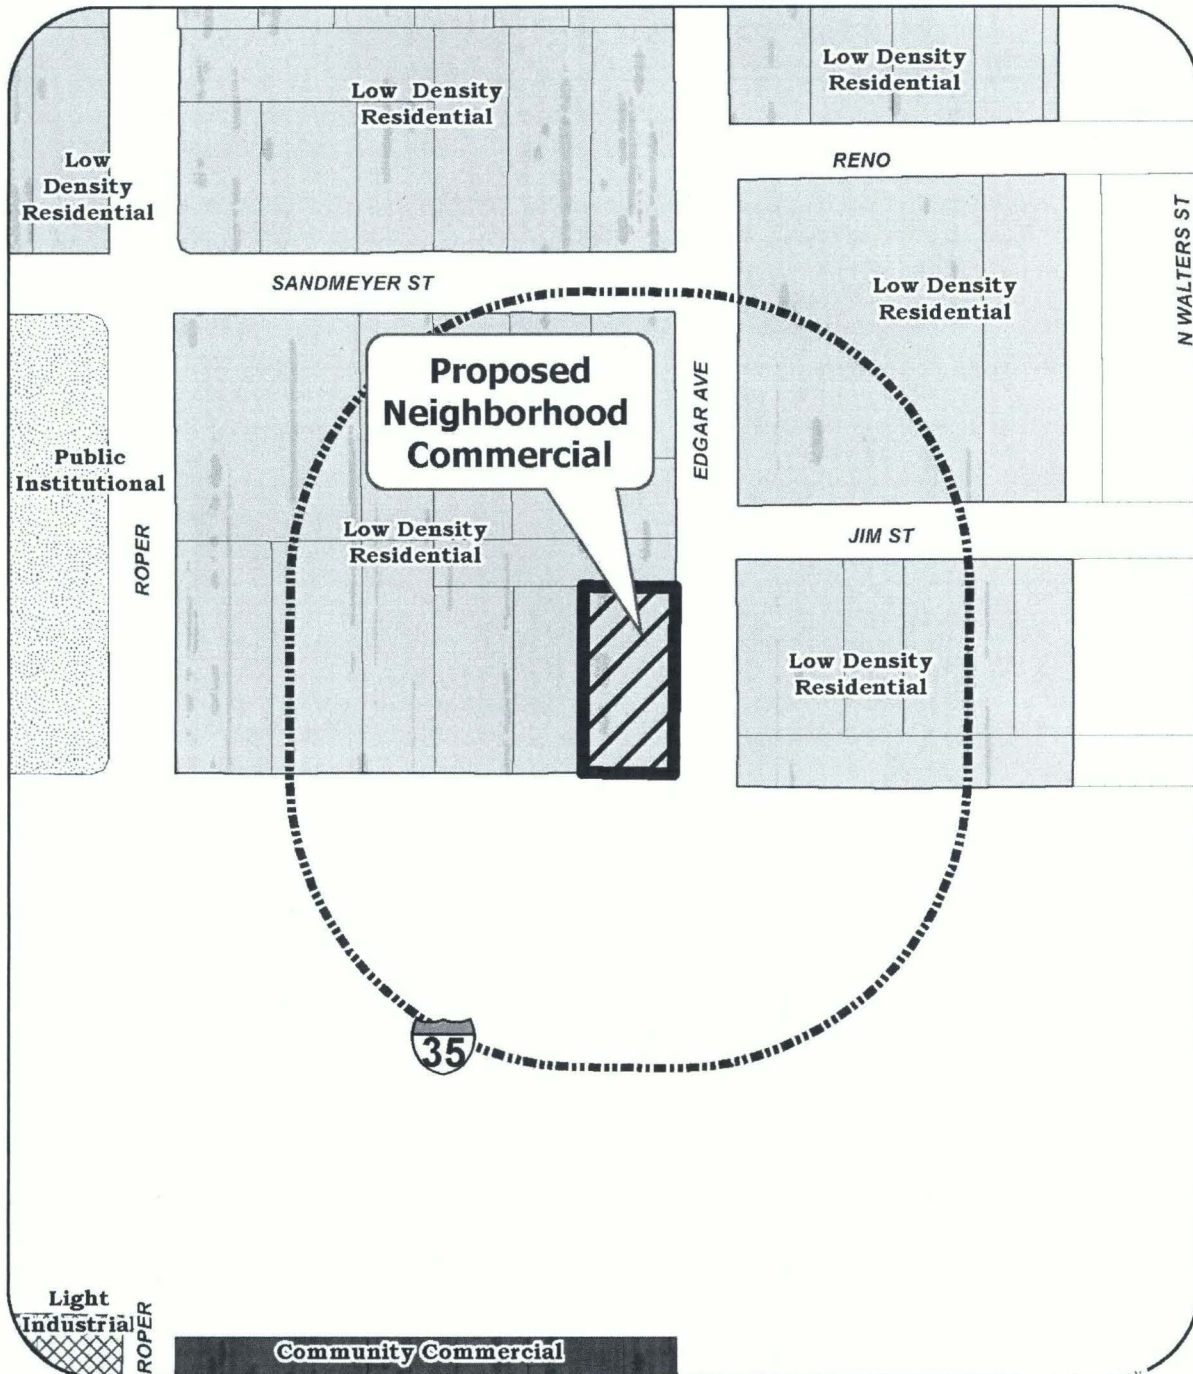 Low Density
Residential
Low Density
Residential
RENO
Low
Density
Residential
N WALTERS ST
SANDMEYER ST
Low Density
Residential
Proposed
Neighborhood
Commercial
EDGAR AVE
Public
Institutional
ROPER
Low Density
Residential
JIM ST
Low Density
Residential
35
Light
Industrial
ROPER
Community Commercial